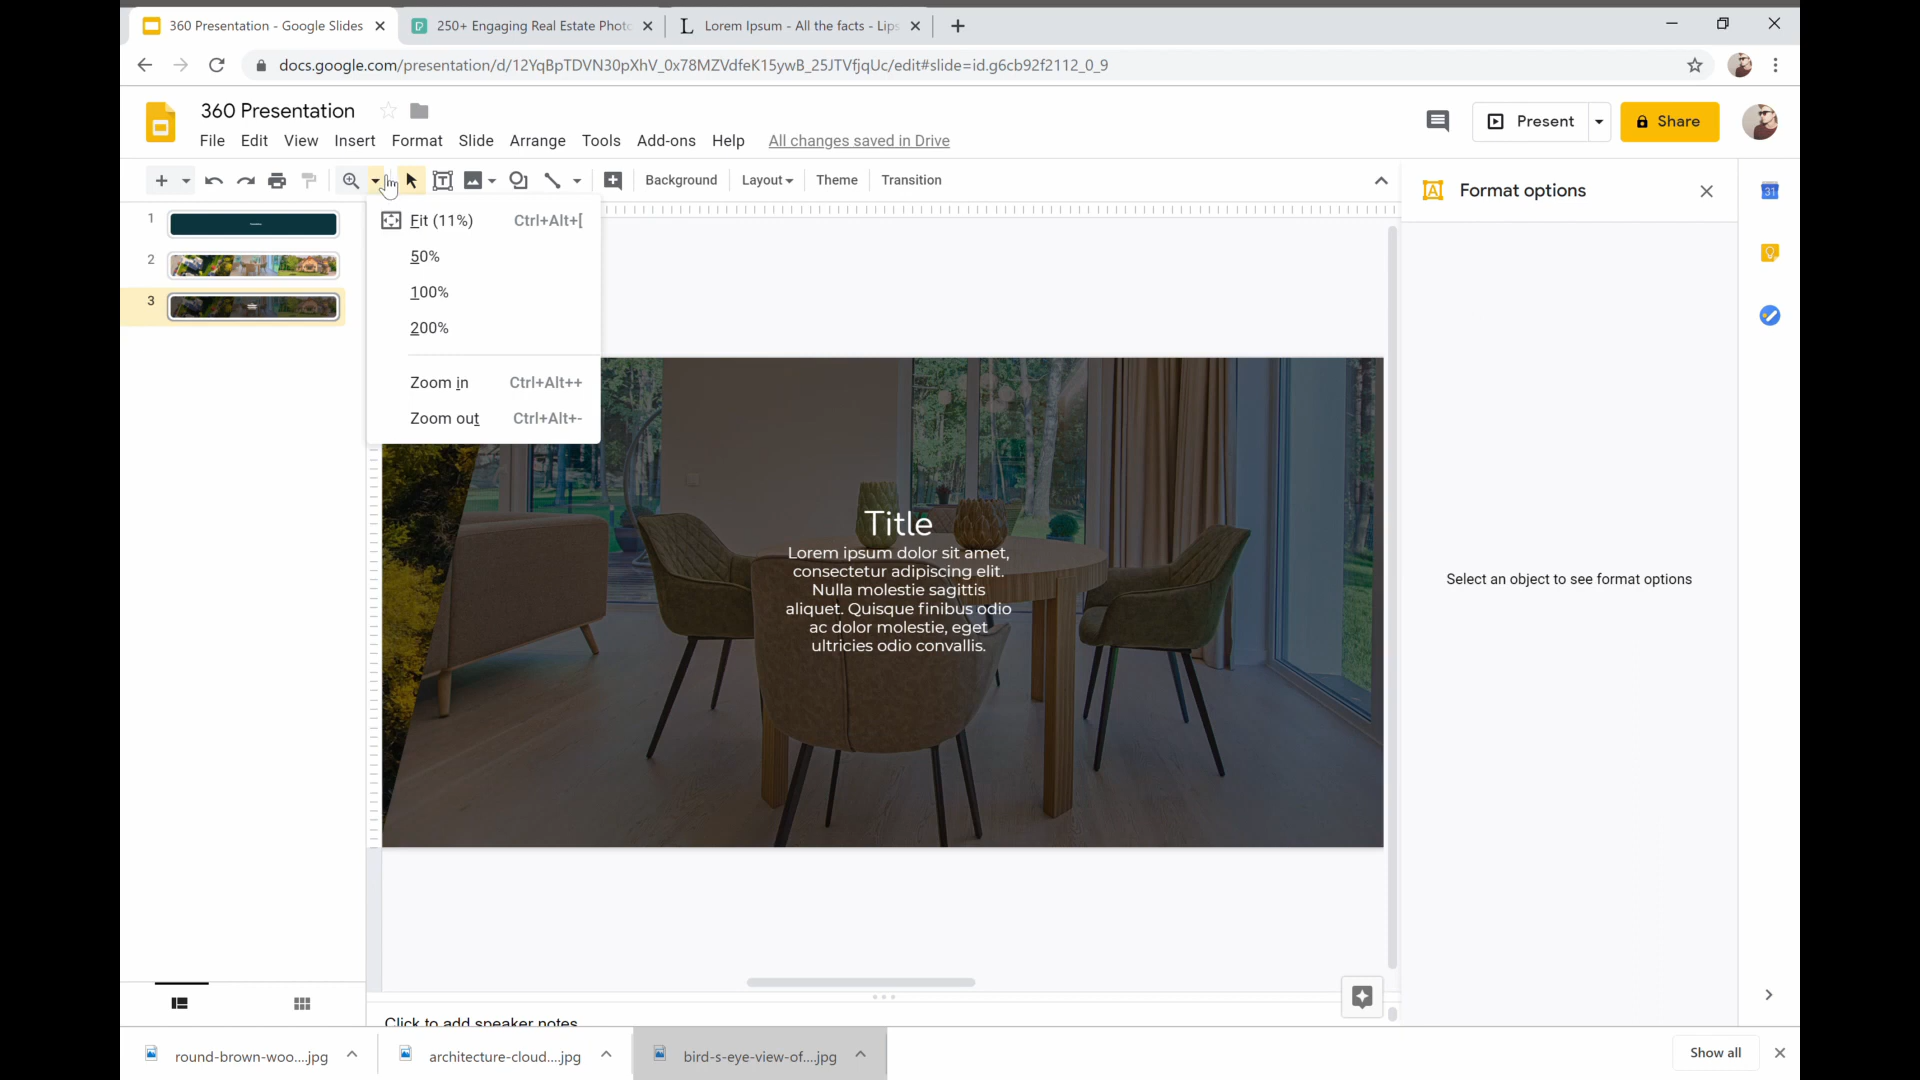 360 Presentation - Google Slides
250+ Engaging Real Estate Photo
Lorem Ipsum - All the facts - Lips
docs.google.com/presentation/d/12YqBpTDVN30pXhV_0x78MZVdfeK15ywB_25JTVfjqUc/edit#slide=id.g6cb92f2112_0_9
360 Presentation
File Edit View Insert Format Slide Arrange Tools Add-ons Help All changes saved in Drive
Present
Share
Background Layout Theme Transition
Format options
31
1
2
3
Fit (11%) Ctrl+Alt+[
50%
100%
200%
Zoom in Ctrl+Alt++
Zoom out Ctrl+Alt+-
Title
Lorem ipsum dolor sit amet,
consectetur adipiscing elit.
Nulla molestie sagittis
aliquet. Quisque finibus odio
ac dolor molestie, eget
ultricies odio convallis.
Select an object to see format options
Click to add speaker notes
round-brown-woo....jpg
architecture-cloud....jpg
bird-s-eye-view-of....jpg
Show all